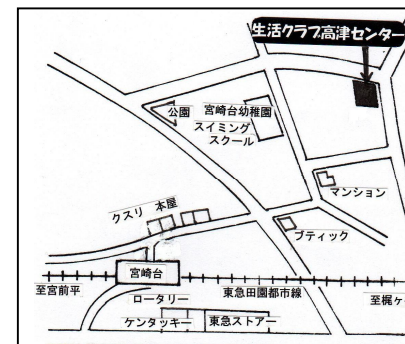 生活クラブ高津センター
公園
宮崎台幼稚園
スイミング
スクール
マンション
クスリ
本屋
ブティック
宮崎台
至宮前平
ロータリー
東急田園都市線
至梶ヶ
ケンタッキー
東急ストアー